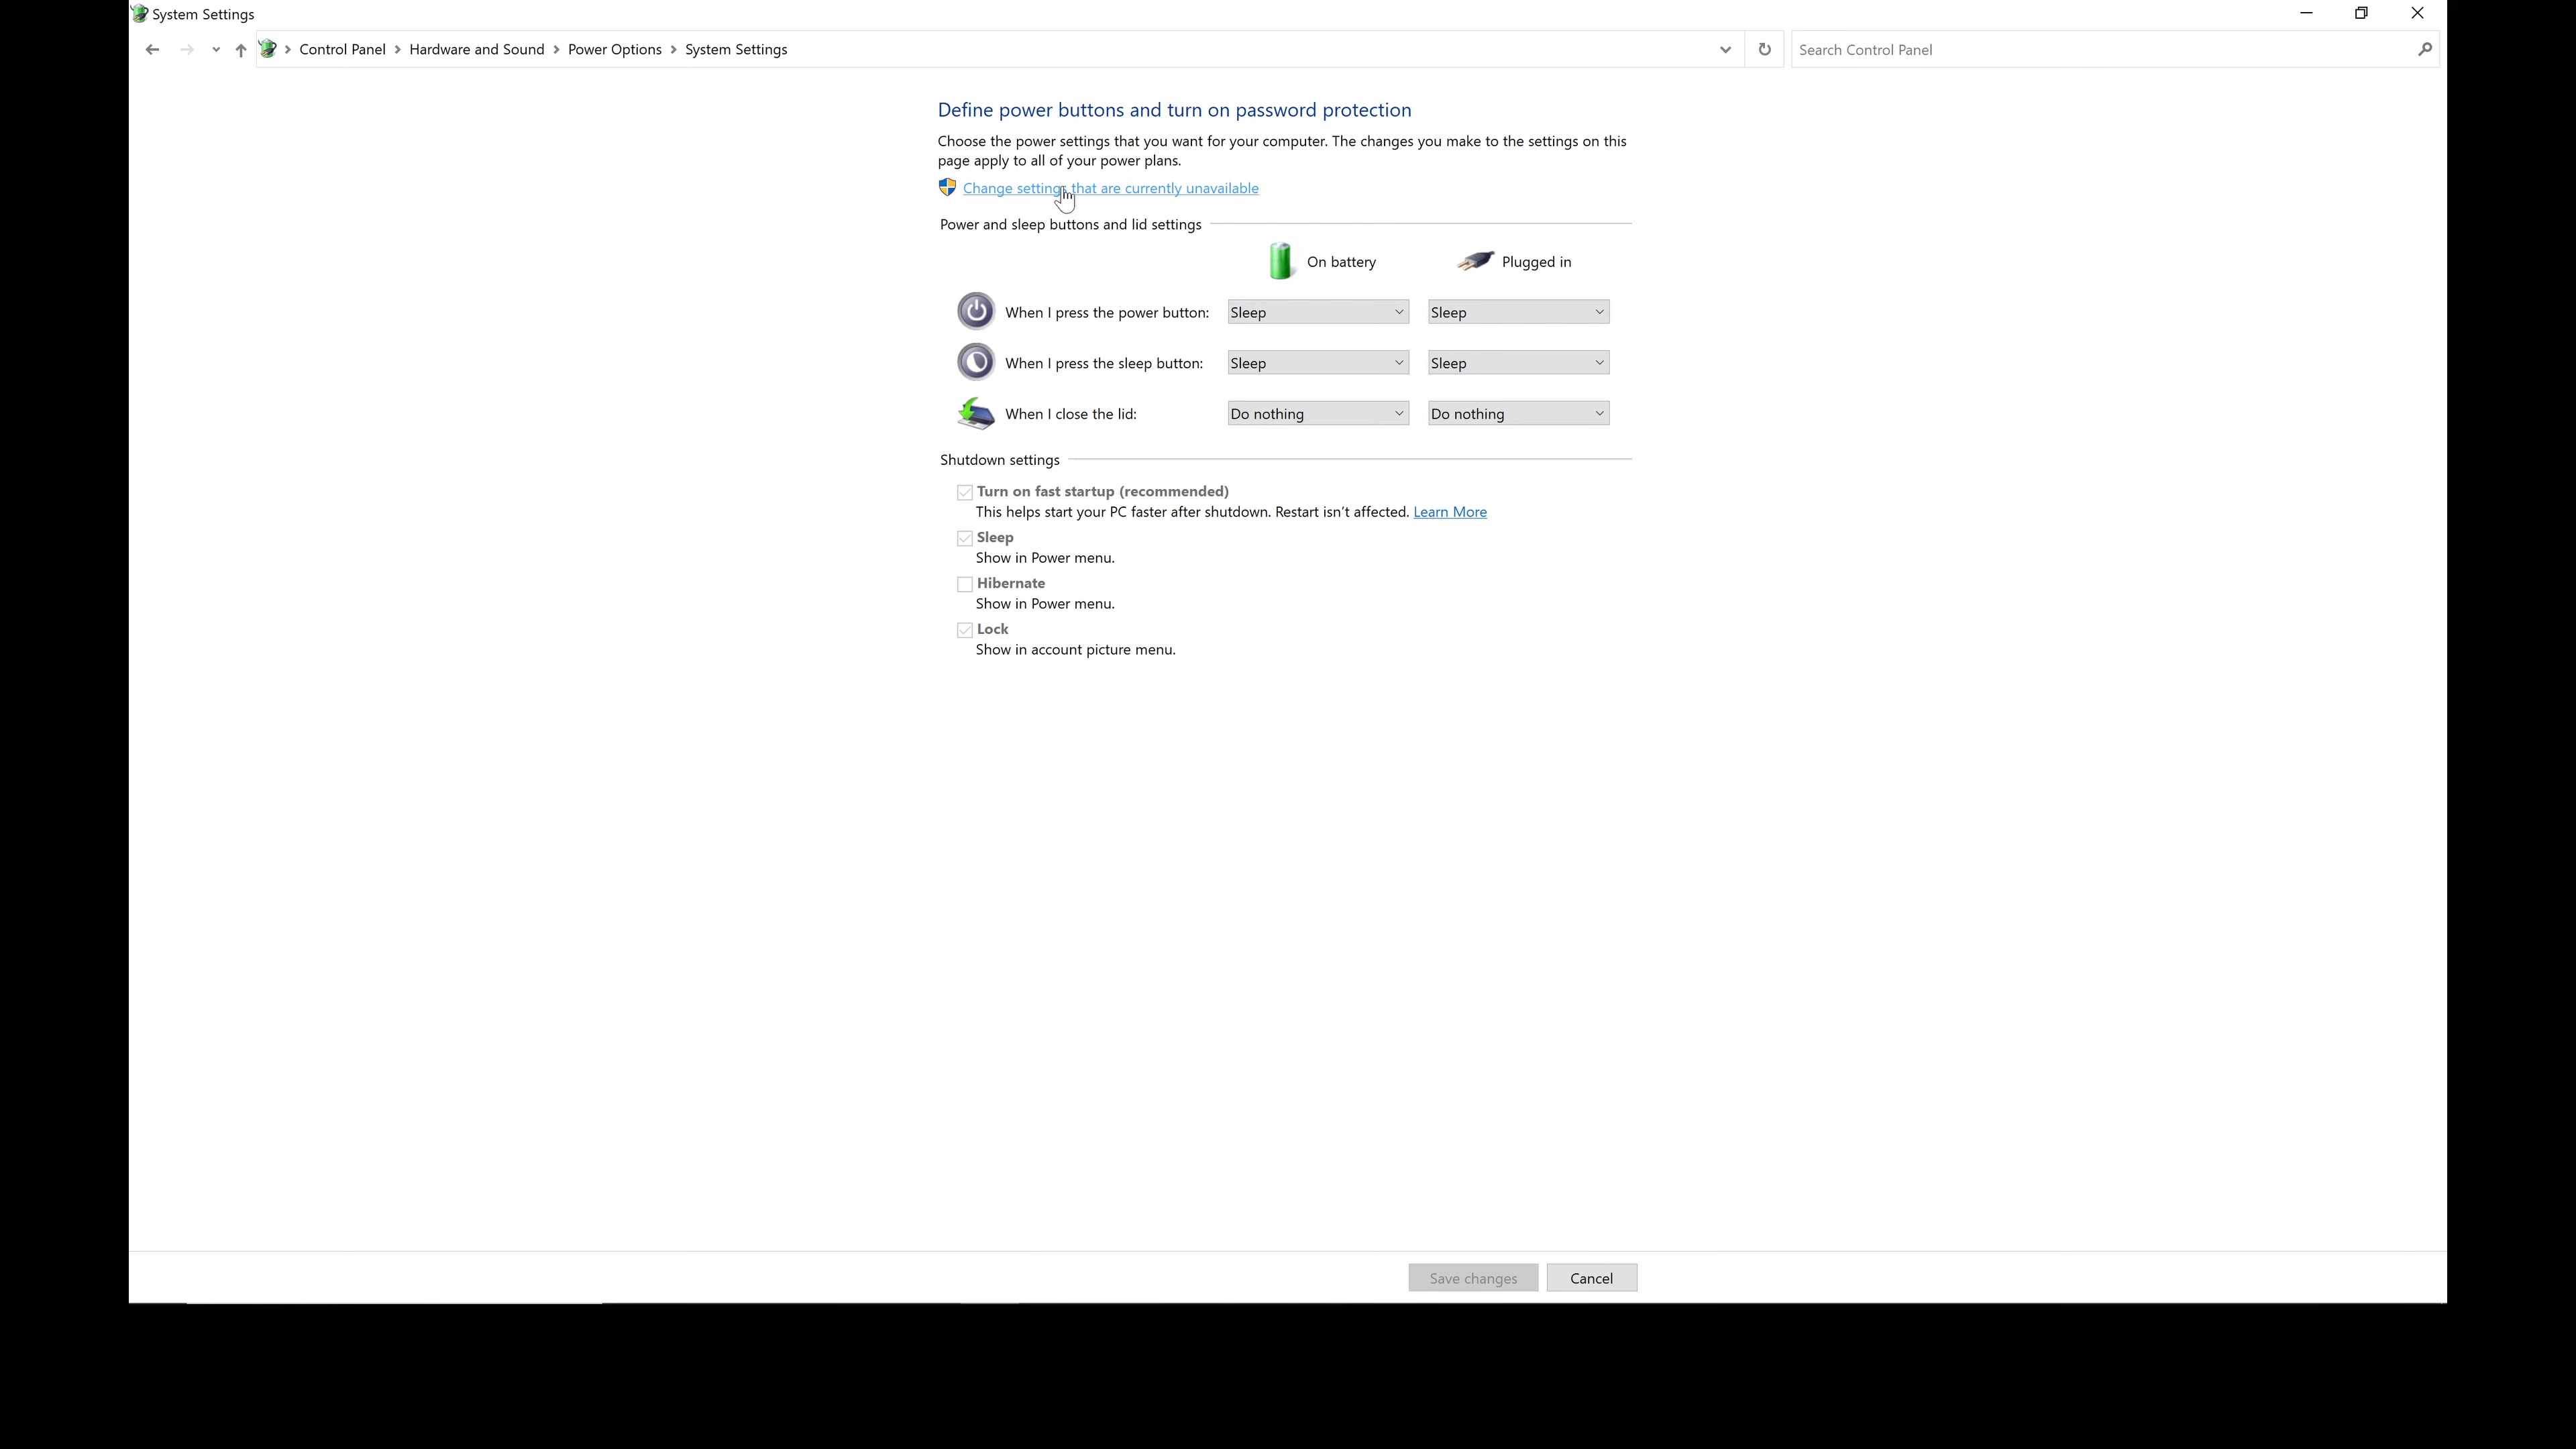 System Settings
Control Panel > Hardware and Sound > Power Options > System Settings
Search Control Panel
Define power buttons and turn on password protection
Choose the power settings that you want for your computer. The changes you make to the settings on this
page apply to all of your power plans.
Change settings that are currently unavailable
Power and sleep buttons and lid settings
On battery Plugged in
When I press the power button: Sleep Sleep
When I press the sleep button: Sleep Sleep
When I close the lid: Do nothing Do nothing
Shutdown settings
Turn on fast startup (recommended)
This helps start your PC faster after shutdown. Restart isn't affected. Learn More
Sleep
Show in Power menu.
Hibernate
Show in Power menu.
Lock
Show in account picture menu.
Save changes Cancel